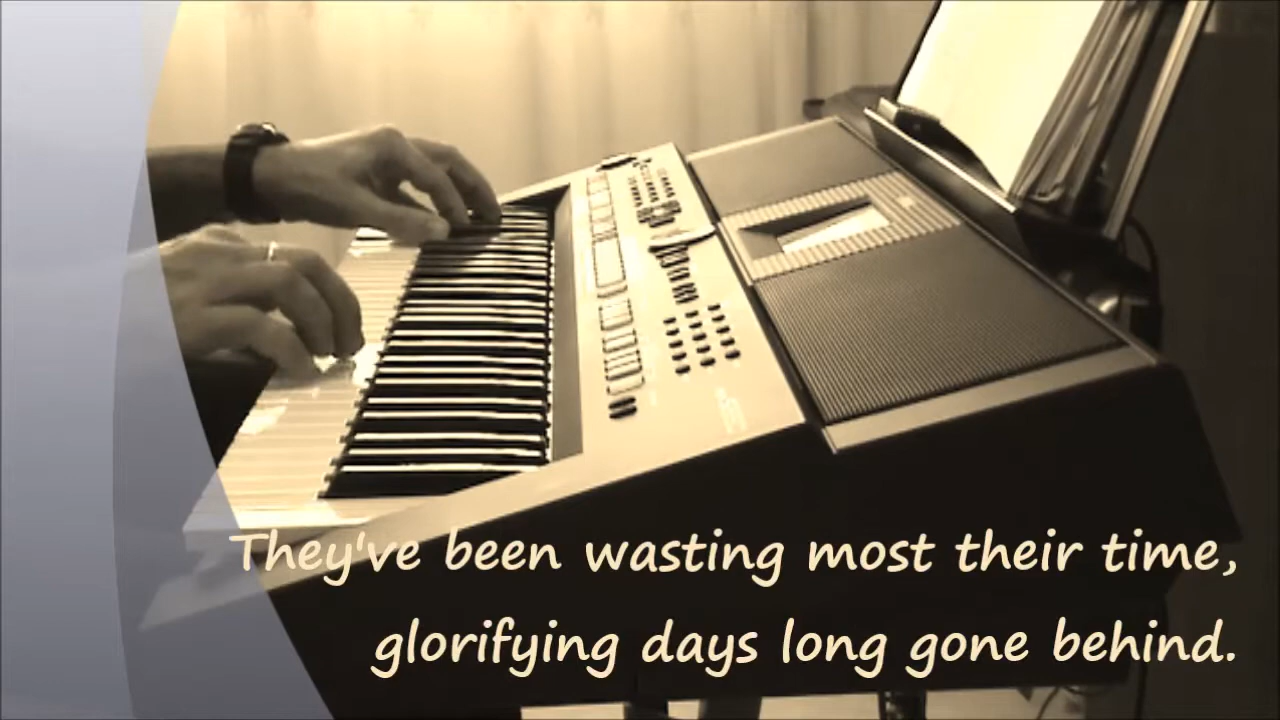 They've been wasting most their time,
glorifying days long gone behind.